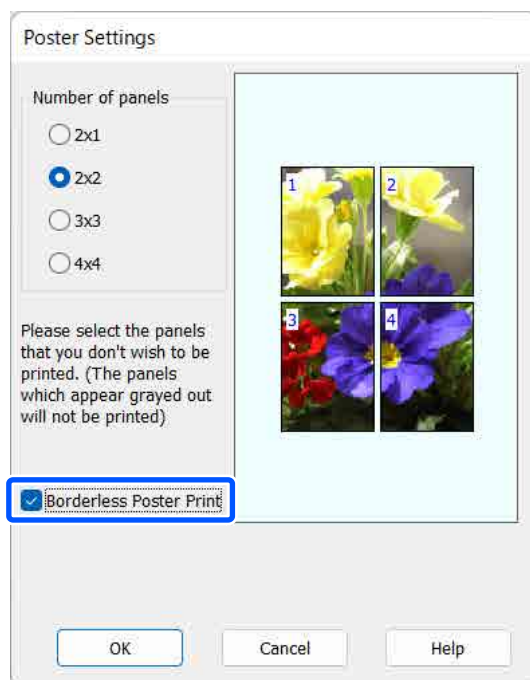 Poster Settings
Number of panels
2x1
2x2
3x3
4x4
Please select the panels
that you don't wish to be
printed. (The panels
which appear grayed out
will not be printed)
Borderless Poster Print
1
2
3
4
OK
Cancel
Help